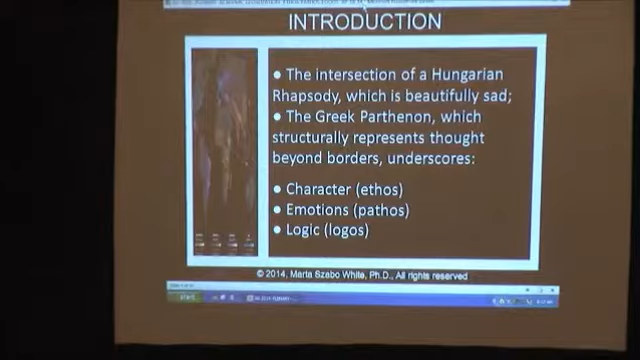 INTRODUCTION
● The intersection of a Hungarian
Rhapsody, which is beautifully sad;
● The Greek Parthenon, which
structurally represents thought
beyond borders, underscores:
● Character (ethos)
● Emotions (pathos)
● Logic (logos)
© 2014, Marta Szabo White, Ph.D., All rights reserved